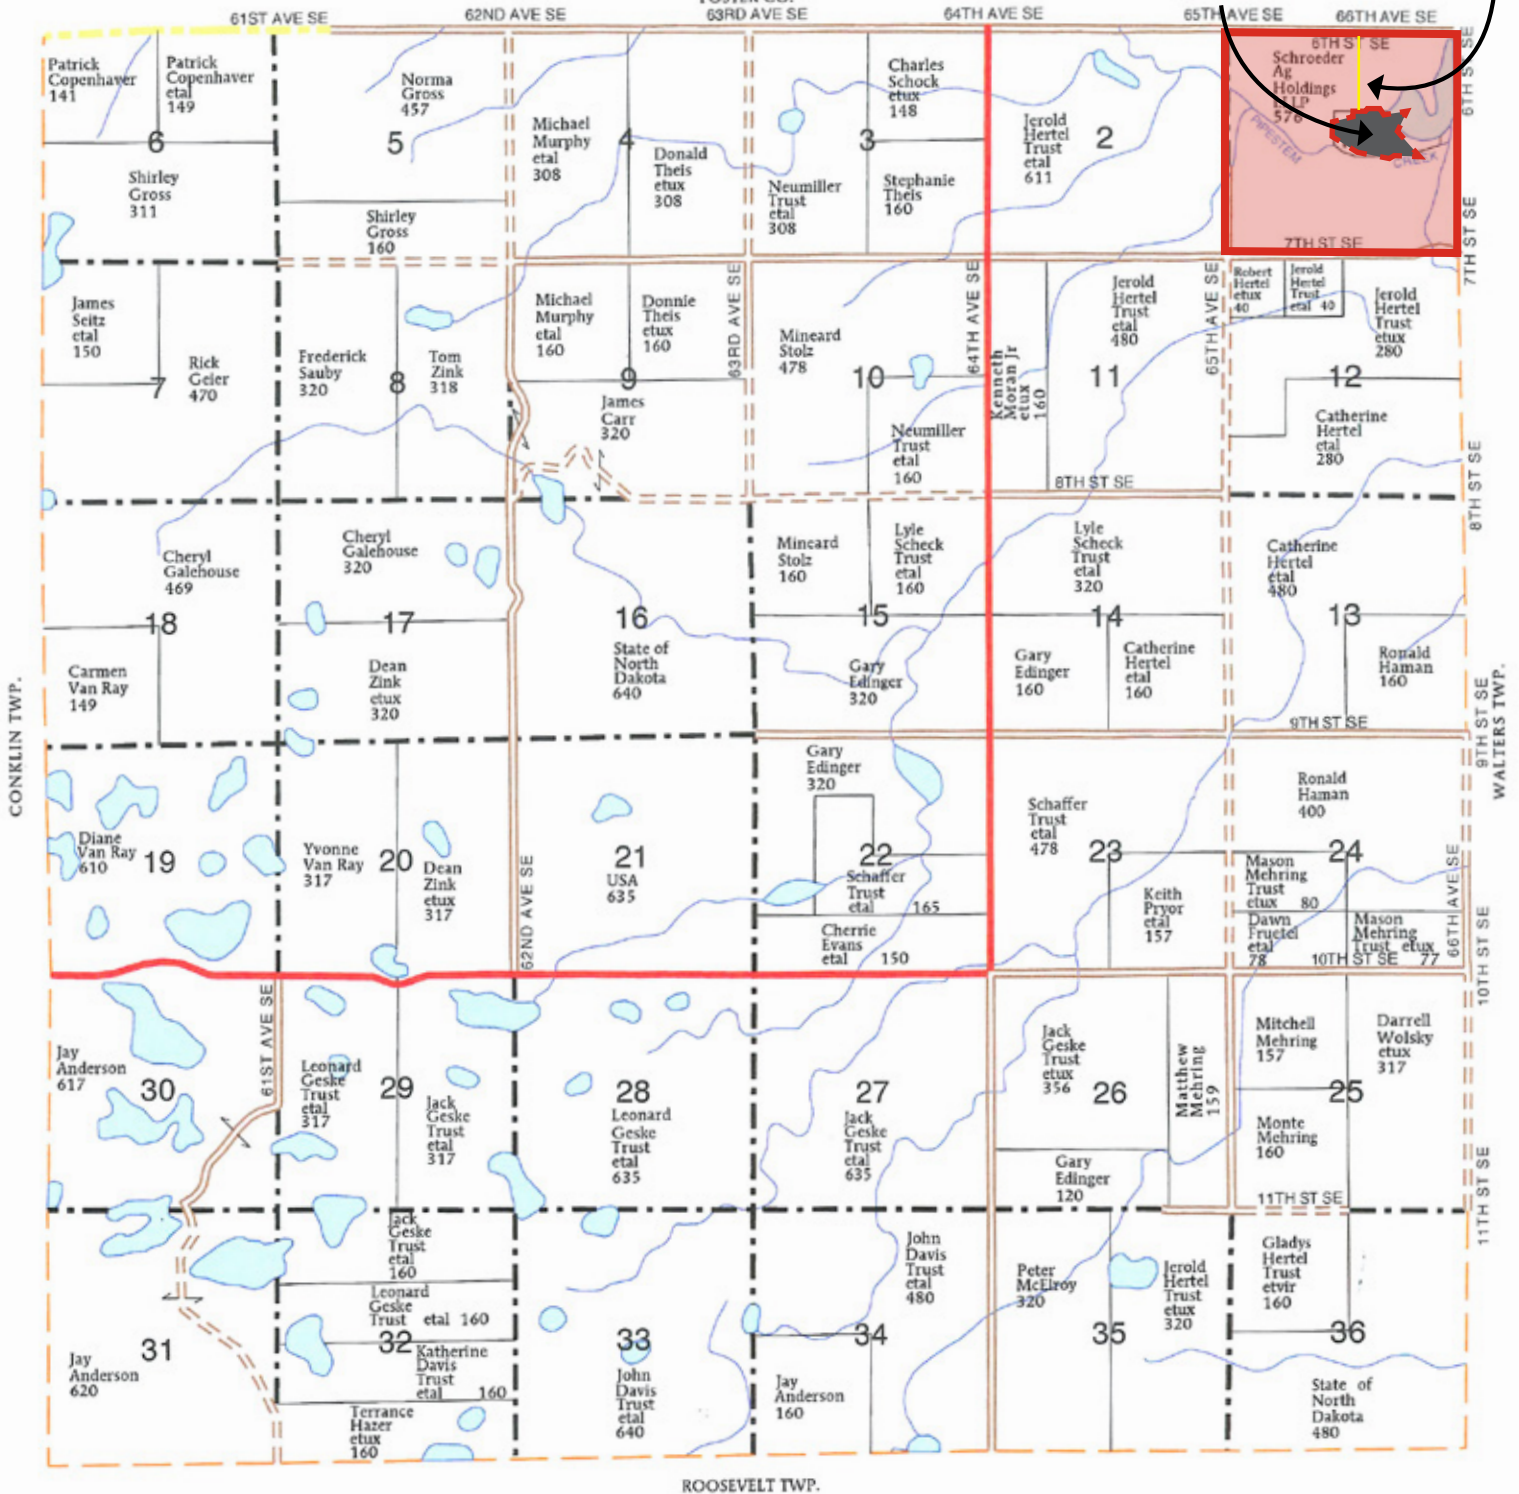 61ST AVE SE
62ND AVE SE
63RD AVE SE
64TH AVE SE
65TH AVE SE
66TH AVE SE
Patrick
Copenhaver
141
Patrick
Copenhaver
etal
149
6
Shirley
Gross
311
Norma
Gross
457
5
Shirley
Gross
160
Michael
Murphy
etal
308
4
Donald
Theis
etux
308
Charles
Schock
etux
148
3
Neumiller
Trust
etal
308
Stephanie
Theis
160
Jerold
Hertel
Trust
etal
611
2
6TH ST SE
Schroeder
Ag
Holdings
LLLP
576
PIPESTEM
CREEK
7TH ST SE
6TH ST SE
7TH ST SE
James
Seitz
etal
150
7
Rick
Geier
470
Frederick
Sauby
320
8
Tom
Zink
318
Michael
Murphy
etal
160
Donnie
Theis
etux
160
9
James
Carr
320
63RD AVE SE
Mineard
Stolz
478
10
Neumiller
Trust
etal
160
64TH AVE SE
Kenneth
Moran Jr
etux
160
Jerold
Hertel
Trust
etal
480
11
65TH AVE SE
8TH ST SE
Robert
Hertel
etux
40
Jerold
Hertel
Trust
etal 40
Jerold
Hertel
Trust
etux
280
12
Catherine
Hertel
etal
280
8TH ST SE
Cheryl
Galehouse
469
18
Carmen
Van Ray
149
Cheryl
Galehouse
320
17
Dean
Zink
etux
320
16
State of
North
Dakota
640
Mineard
Stolz
160
Lyle
Scheck
Trust
etal
160
15
Gary
Edinger
320
Lyle
Scheck
Trust
etal
320
14
Gary
Edinger
160
Catherine
Hertel
etal
160
Catherine
Hertel
etal
480
13
Ronald
Haman
160
9TH ST SE
9TH ST SE
CONKLIN TWP.
WALTERS TWP.
Diane
Van Ray
610
19
Yvonne
Van Ray
317
20
Dean
Zink
etux
317
62ND AVE SE
21
USA
635
Gary
Edinger
320
22
Schaffer
Trust
etal 165
Cherrie
Evans
etal 150
Schaffer
Trust
etal
478
23
Keith
Pryor
etal
157
Ronald
Haman
400
24
Mason
Mehring
Trust
etux 80
Dawn
Fructel
etal
78
Mason
Mehring
Trust etux
77
10TH ST SE
66TH AVE SE
10TH ST SE
Jay
Anderson
617
30
61ST AVE SE
Leonard
Geske
Trust
etal
317
29
Jack
Geske
Trust
etal
317
28
Leonard
Geske
Trust
etal
635
27
Jack
Geske
Trust
etal
635
Jack
Geske
Trust
etux
356
26
Matthew
Mehring
159
Gary
Edinger
120
Mitchell
Mehring
157
Darrell
Wolsky
etux
317
25
Monte
Mehring
160
11TH ST SE
11TH ST SE
31
Jay
Anderson
620
Jack
Geske
Trust
etal
160
Leonard
Geske
Trust etal 160
32
Katherine
Davis
Trust
etal 160
Terrance
Hazer
etux
160
33
John
Davis
Trust
etal
640
John
Davis
Trust
etal
480
34
Jay
Anderson
160
Peter
McElroy
320
35
Jerold
Hertel
Trust
etux
320
Gladys
Hertel
Trust
etvir
160
36
State of
North
Dakota
480
ROOSEVELT TWP.